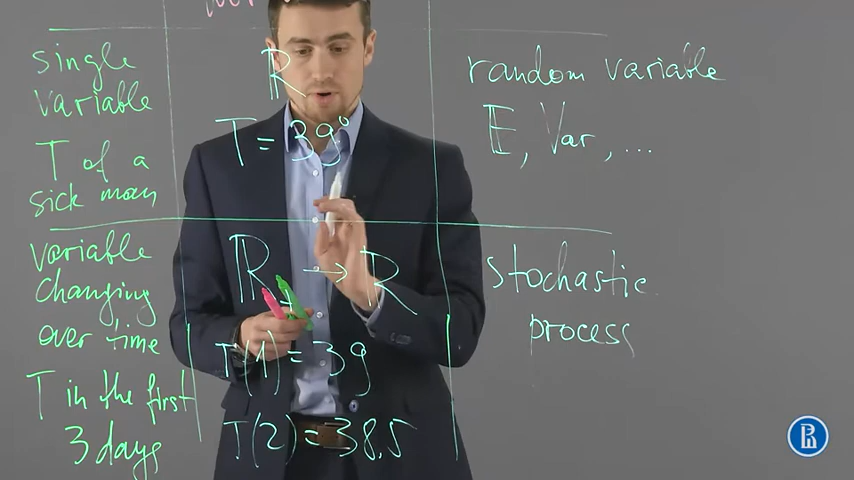 single
variable
T of a
sick man
ℝ
T = 39°
random variable
𝔼, Var, ...
variable
changing
over time
T in the first
3 days
ℝ₊ → ℝ
T(1) = 39
T(2) = 38,5
stochastic
process